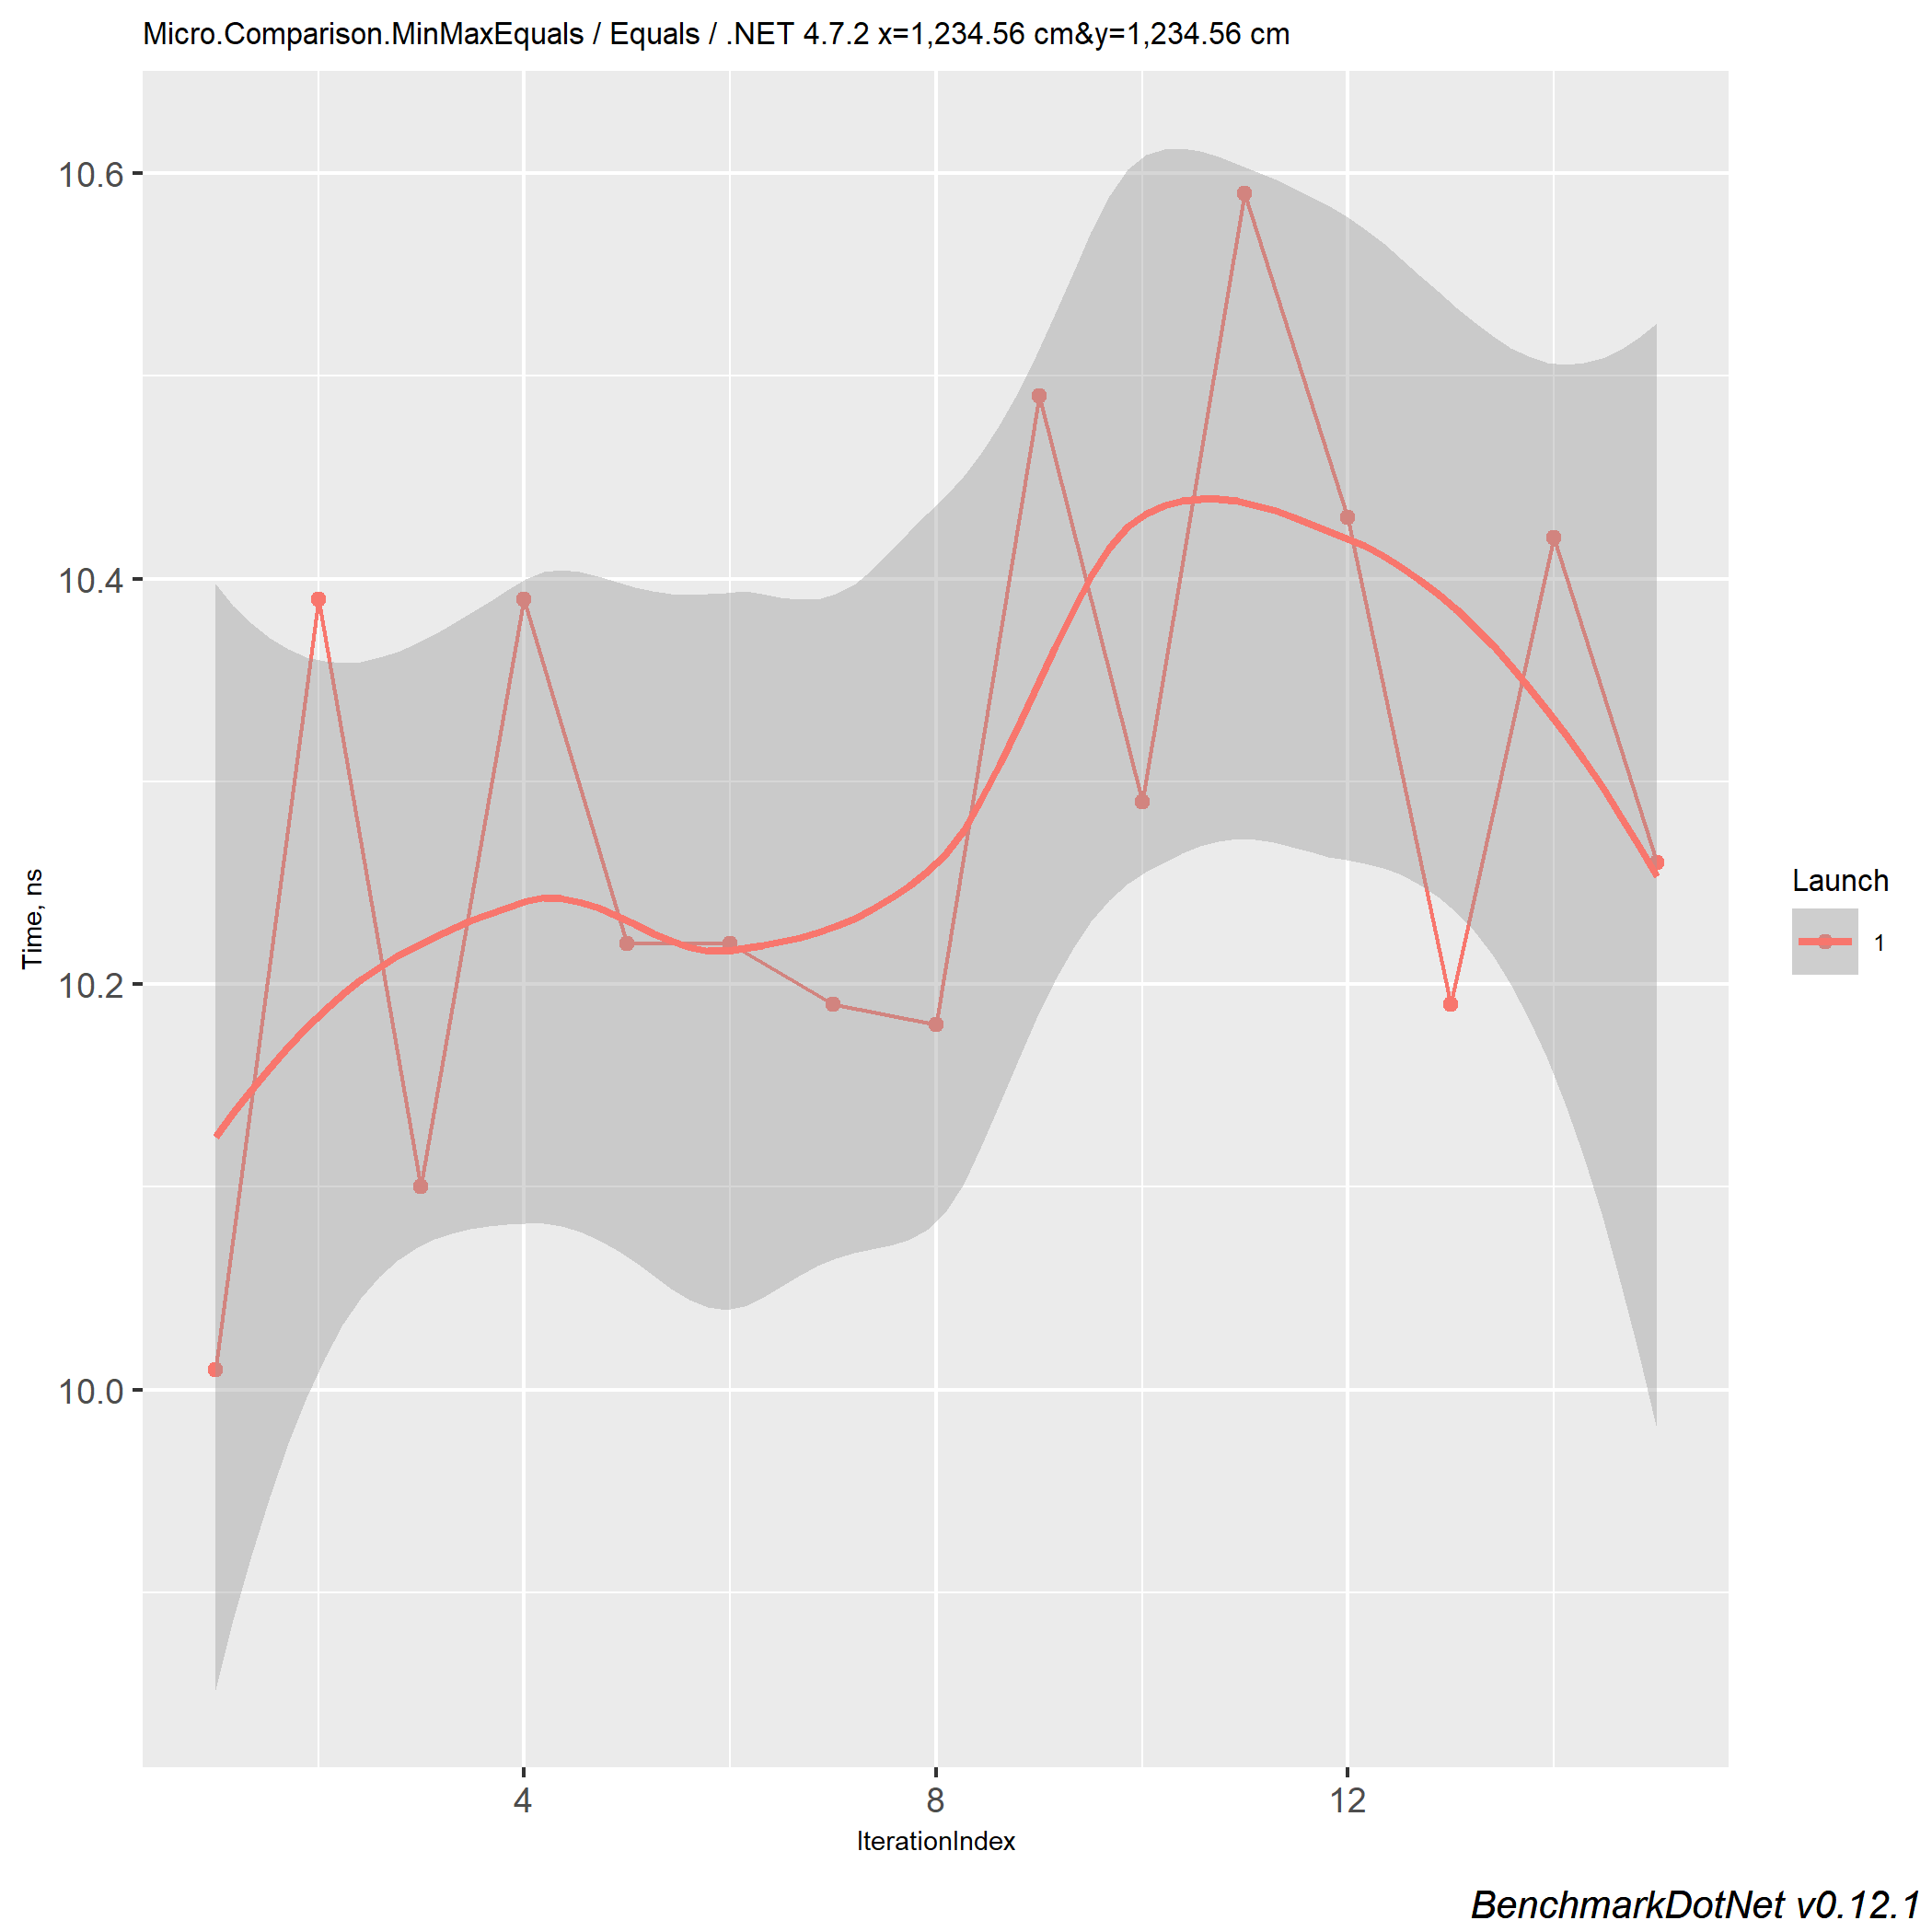 Micro.Comparison.MinMaxEquals / Equals / .NET 4.7.2 x=1,234.56 cm&y=1,234.56 cm
10.6
10.4
10.2
10.0
Time, ns
4 8 12
IterationIndex
Launch
1
BenchmarkDotNet v0.12.1